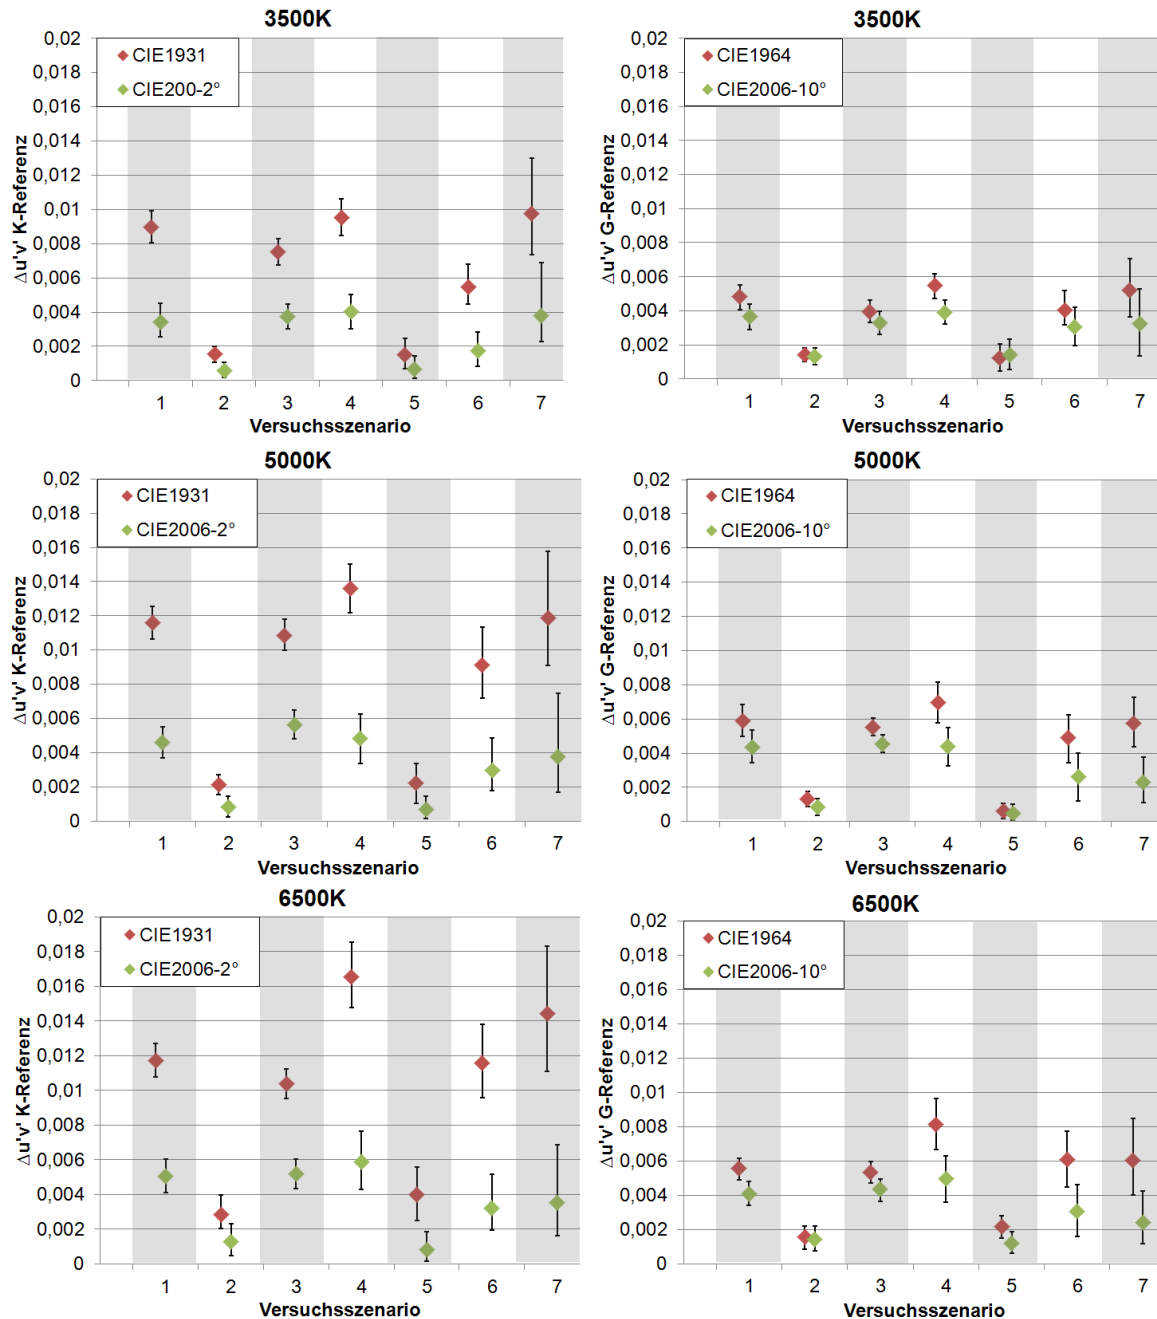 3500K
0,02
0,018
0,016
0,014
0,012
0,01
0,008
0,006
0,004
0,002
0
Δu'v' K-Referenz
CIE1931
CIE200-2°
1 2 3 4 5 6 7
Versuchsszenario
3500K
0,02
0,018
0,016
0,014
0,012
0,01
0,008
0,006
0,004
0,002
0
Δu'v' G-Referenz
CIE1964
CIE2006-10°
1 2 3 4 5 6 7
Versuchsszenario
5000K
0,02
0,018
0,016
0,014
0,012
0,01
0,008
0,006
0,004
0,002
0
Δu'v' K-Referenz
CIE1931
CIE2006-2°
1 2 3 4 5 6 7
Versuchsszenario
5000K
0,02
0,018
0,016
0,014
0,012
0,01
0,008
0,006
0,004
0,002
0
Δu'v' G-Referenz
CIE1964
CIE2006-10°
1 2 3 4 5 6 7
Versuchsszenario
6500K
0,02
0,018
0,016
0,014
0,012
0,01
0,008
0,006
0,004
0,002
0
Δu'v' K-Referenz
CIE1931
CIE2006-2°
1 2 3 4 5 6 7
Versuchsszenario
6500K
0,02
0,018
0,016
0,014
0,012
0,01
0,008
0,006
0,004
0,002
0
Δu'v' G-Referenz
CIE1964
CIE2006-10°
1 2 3 4 5 6 7
Versuchsszenario